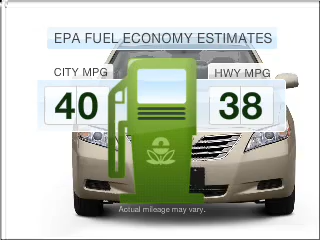 EPA FUEL ECONOMY ESTIMATES
CITY MPG HWY MPG
40 38
Actual mileage may vary.